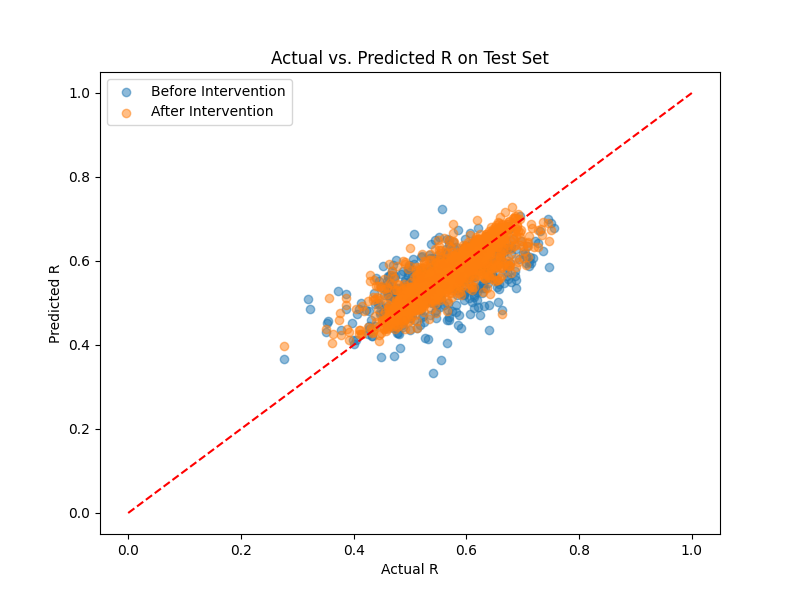 Actual vs. Predicted R on Test Set
Before Intervention
After Intervention
1.0
0.8
0.6
0.4
0.2
0.0
Predicted R
0.0 0.2 0.4 0.6 0.8 1.0
Actual R